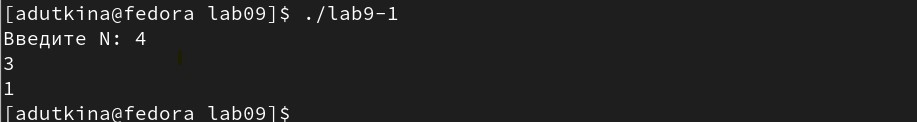 [adutkina@fedora lab09]$ ./lab9-1
Введите N: 4
3
1
[adutkina@fedora lab09]$